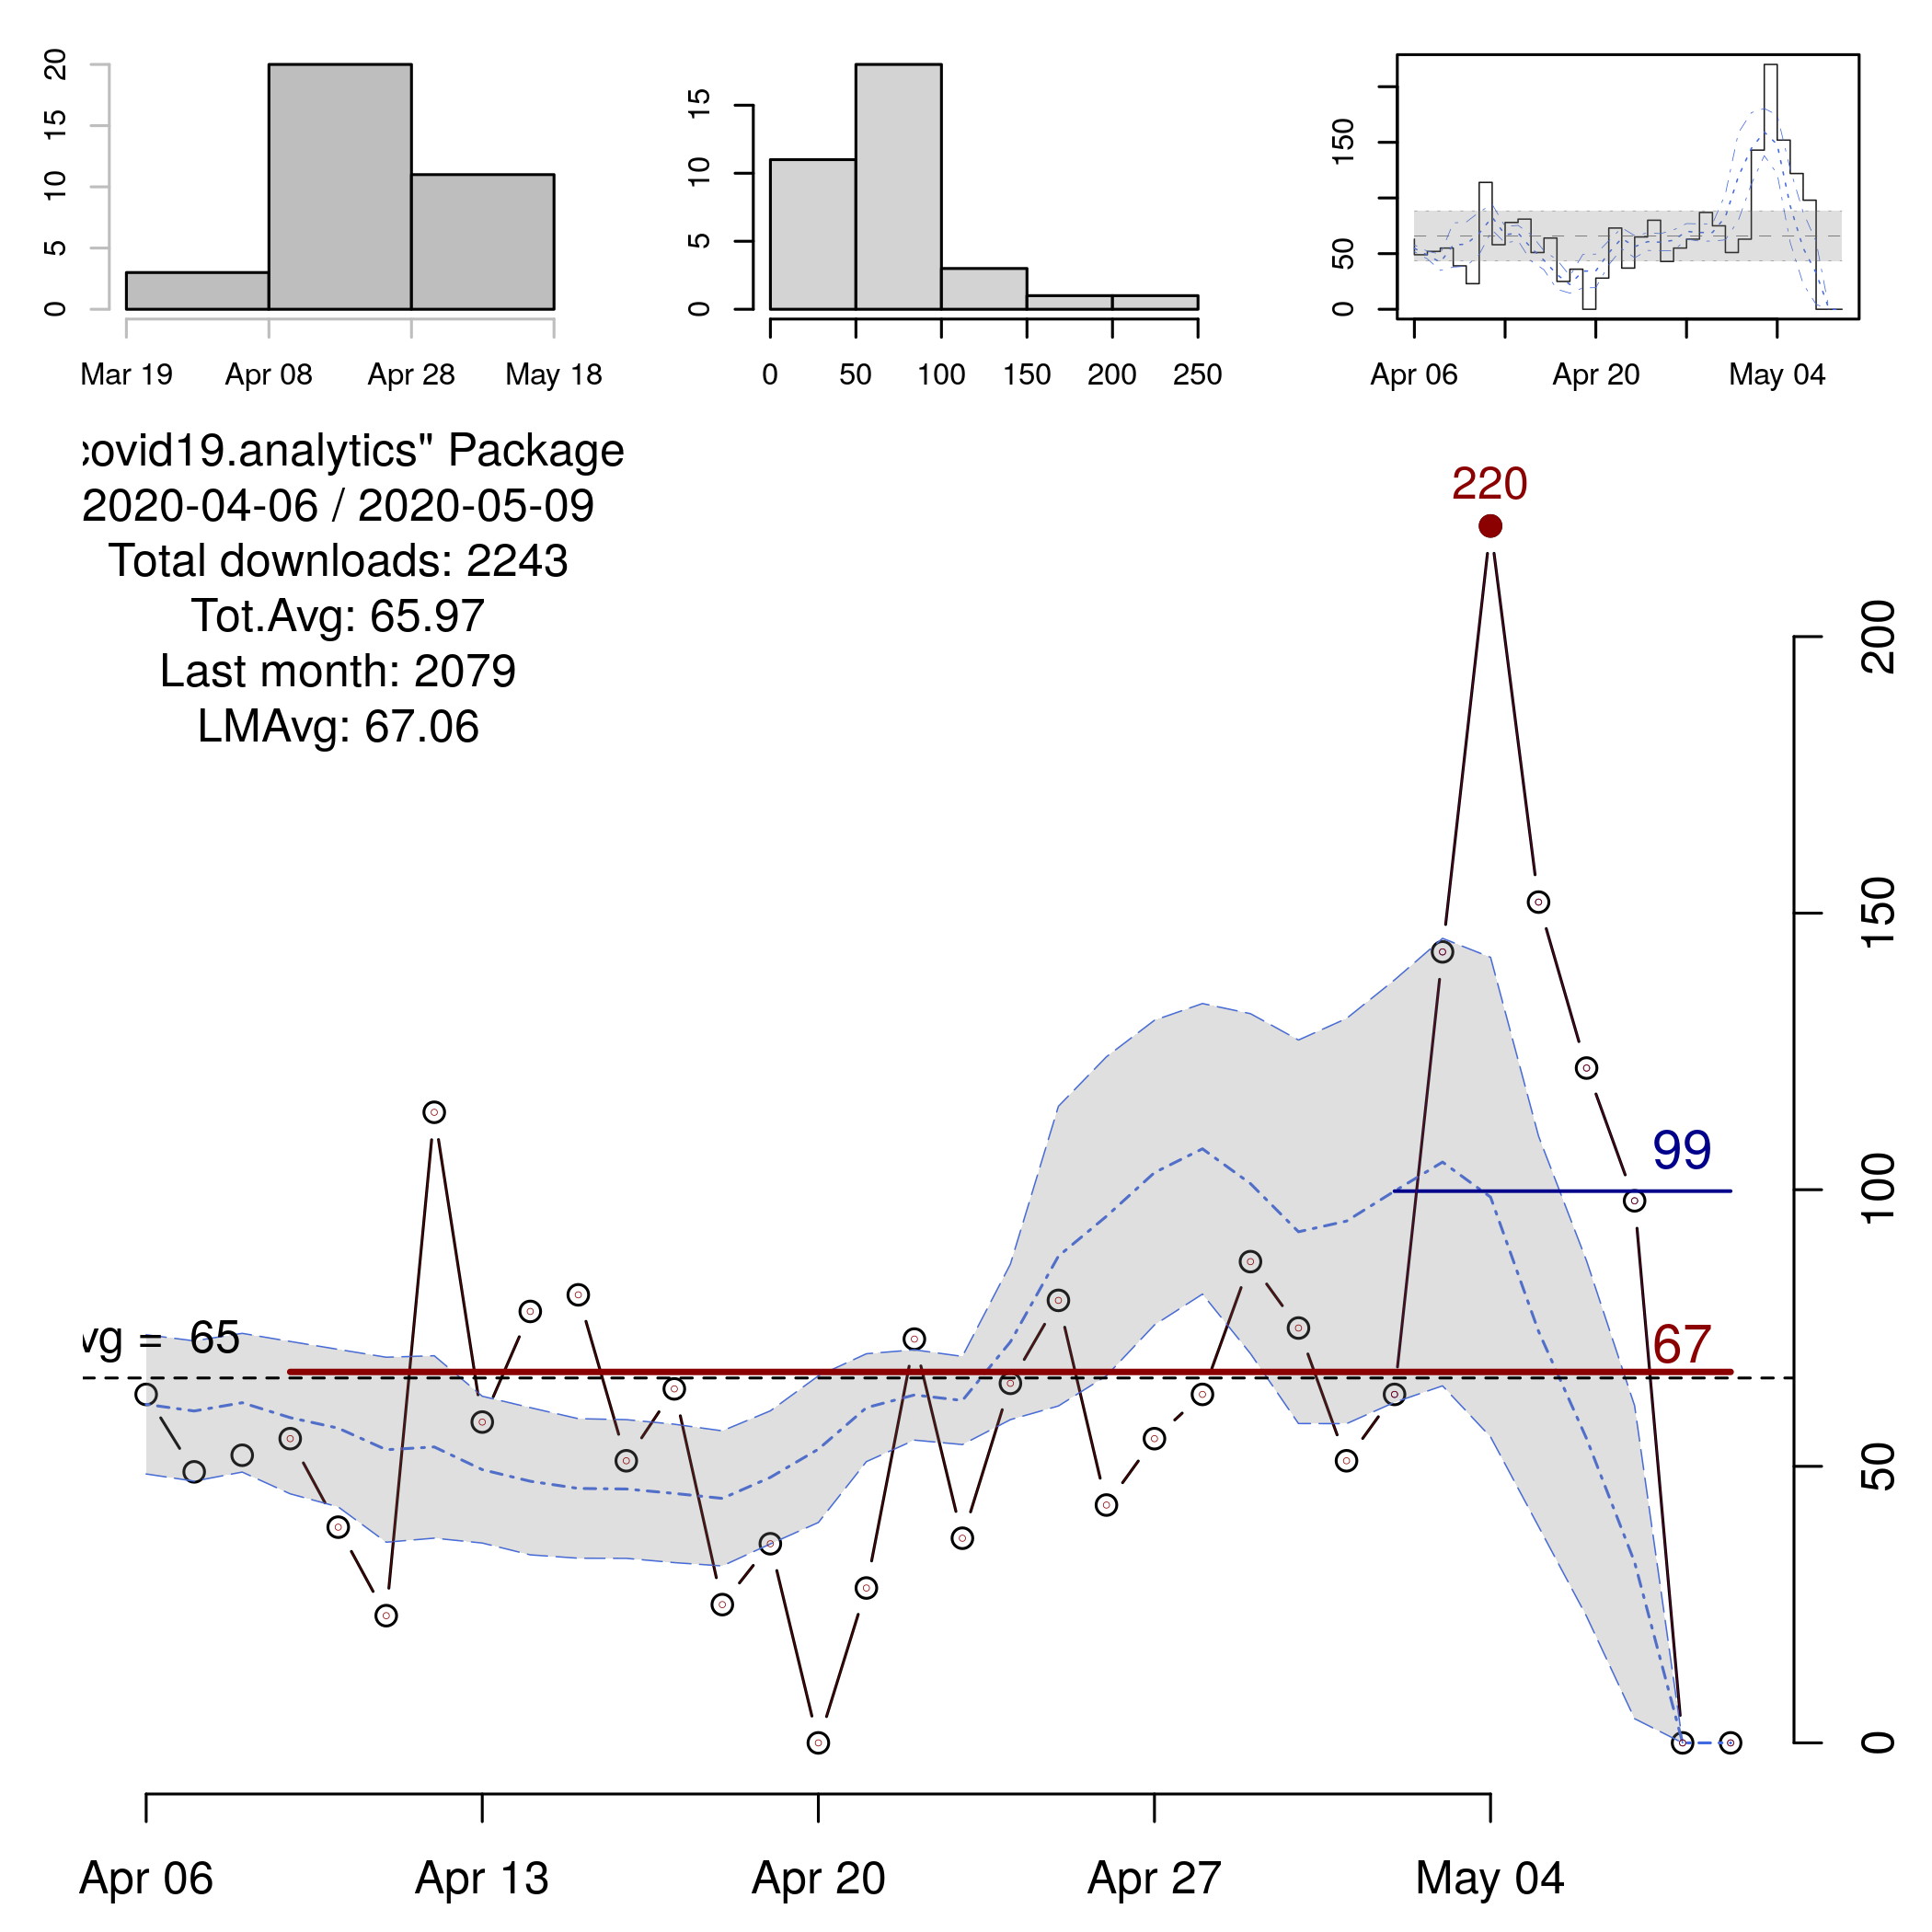 20
15
10
5
0
Mar 19 Apr 08 Apr 28 May 18
15
10
5
0
0 50 100 150 200 250
150
50
0
Apr 06 Apr 20 May 04
covid19.analytics" Package
2020-04-06 / 2020-05-09
Total downloads: 2243
Tot.Avg: 65.97
Last month: 2079
LMAvg: 67.06
220
200
150
100
50
0
99
67
vg = 65
Apr 06 Apr 13 Apr 20 Apr 27 May 04